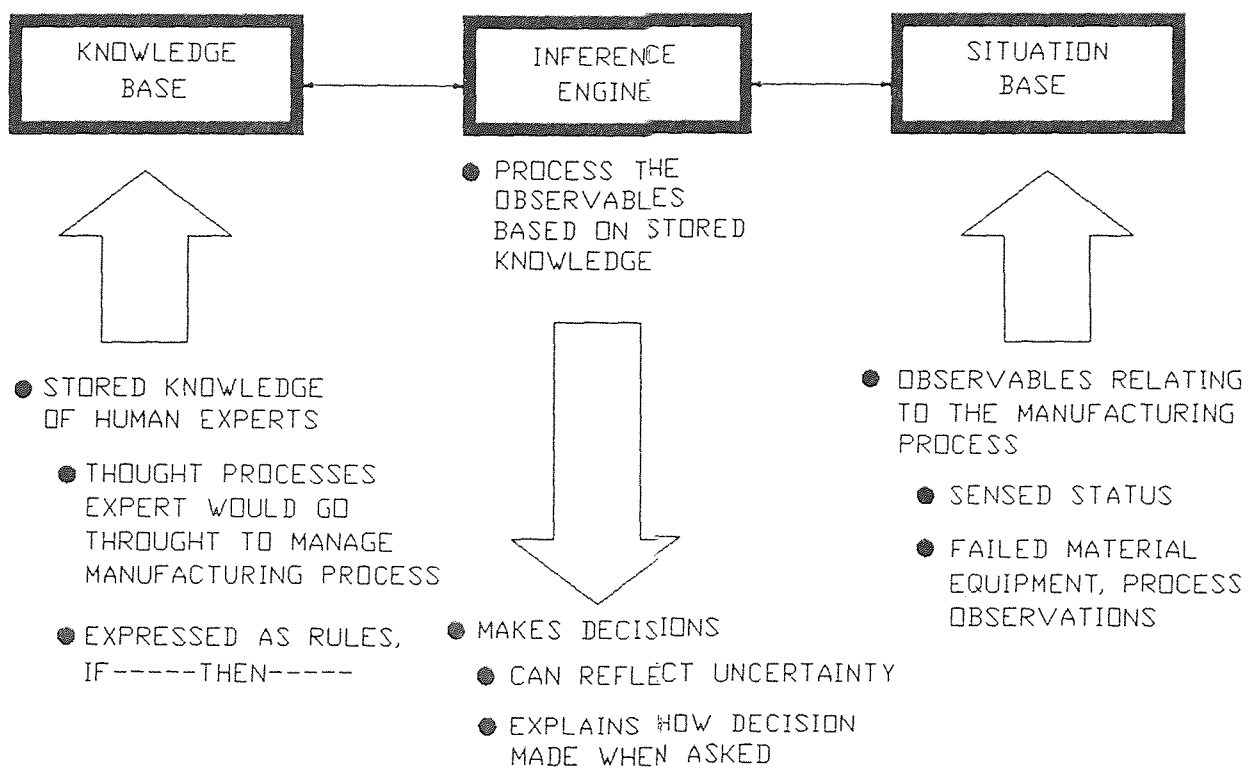 KNOWLEDGE
BASE
INFERENCE
ENGINE
SITUATION
BASE
● PROCESS THE
OBSERVABLES
BASED ON STORED
KNOWLEDGE
● STORED KNOWLEDGE
OF HUMAN EXPERTS
● THOUGHT PROCESSES
EXPERT WOULD GO
THROUGHT TO MANAGE
MANUFACTURING PROCESS
● EXPRESSED AS RULES,
IF-----THEN-----
● MAKES DECISIONS
● CAN REFLECT UNCERTAINTY
● EXPLAINS HOW DECISION
MADE WHEN ASKED
● OBSERVABLES RELATING
TO THE MANUFACTURING
PROCESS
● SENSED STATUS
● FAILED MATERIAL
EQUIPMENT, PROCESS
OBSERVATIONS